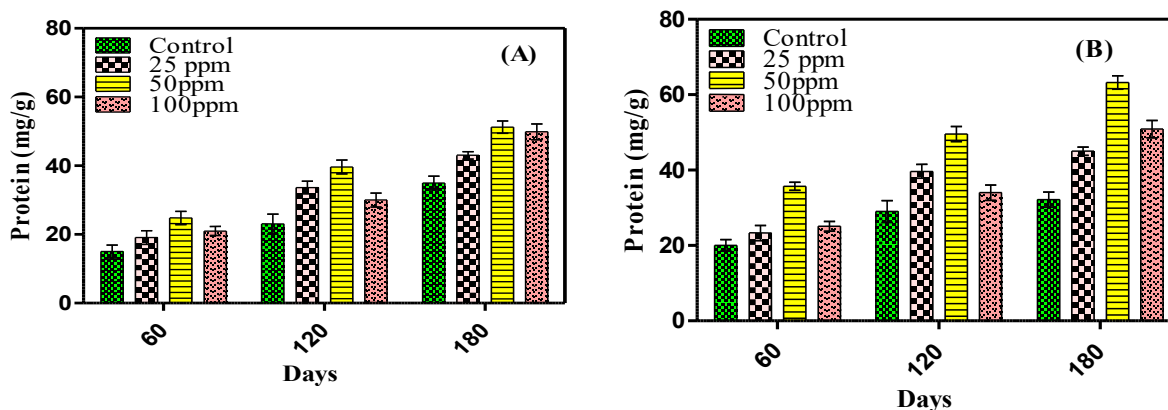 80
60
40
20
0
Protein (mg/g)
Control
25 ppm
50ppm
100ppm
(A)
60
120
180
Days
80
60
40
20
0
Protein (mg/g)
Control
25 ppm
50ppm
100ppm
(B)
60
120
180
Days